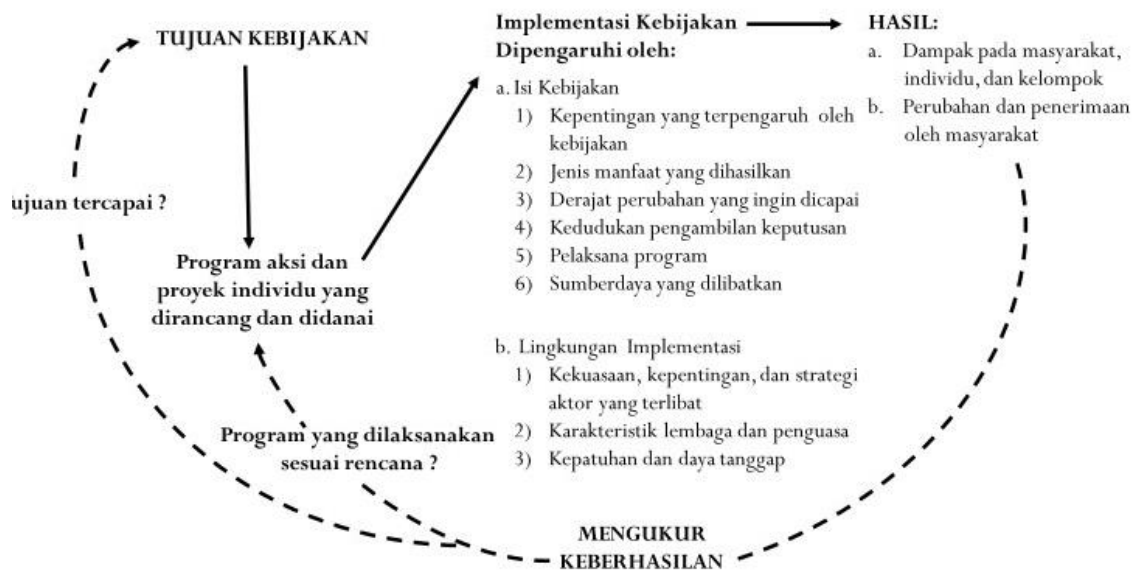 TUJUAN KEBIJAKAN
ujuan tercapai ?
Program aksi dan
proyek individu yang
dirancang dan didanai
Program yang dilaksanakan
sesuai rencana ?
Implementasi Kebijakan
Dipengaruhi oleh:
a. Isi Kebijakan
1) Kepentingan yang terpengaruh oleh
kebijakan
2) Jenis manfaat yang dihasilkan
3) Derajat perubahan yang ingin dicapai
4) Kedudukan pengambilan keputusan
5) Pelaksana program
6) Sumberdaya yang dilibatkan
b. Lingkungan Implementasi
1) Kekuasaan, kepentingan, dan strategi
aktor yang terlibat
2) Karakteristik lembaga dan penguasa
3) Kepatuhan dan daya tanggap
HASIL:
a. Dampak pada masyarakat,
individu, dan kelompok
b. Perubahan dan penerimaan
oleh masyarakat
MENGUKUR
KEBERHASILAN